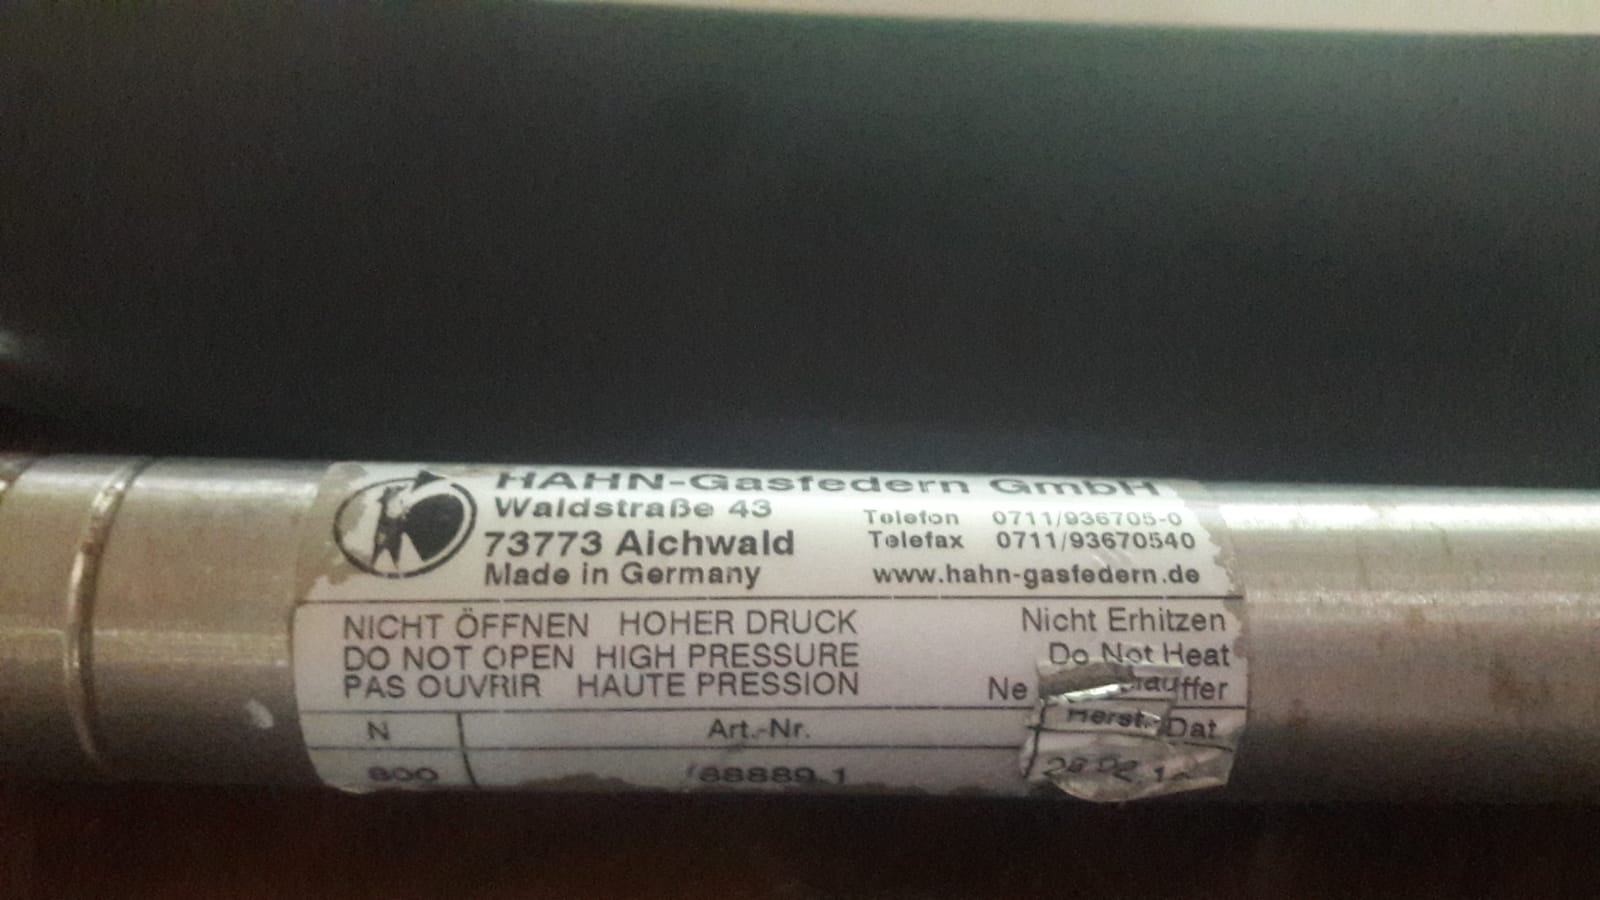 HAHN-Gasfedern GmbH
Waldstraße 43
73773 Aichwald
Made in Germany
Telefon 0711/936705-0
Telefax 0711/93670540
www.hahn-gasfedern.de
NICHT ÖFFNEN HOHER DRUCK
DO NOT OPEN HIGH PRESSURE
PAS OUVRIR HAUTE PRESSION
Nicht Erhitzen
Do Not Heat
Ne
N
Art.-Nr.
Herst. Dat
800